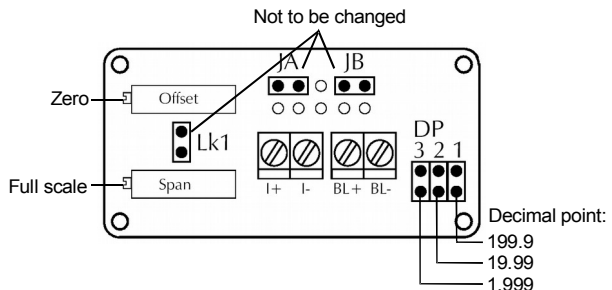 Not to be changed
JA JB
Zero
Offset
Lk1
DP
3 2 1
Full scale
Span
I+ I- BL+ BL-
Decimal point:
199.9
19.99
1.999